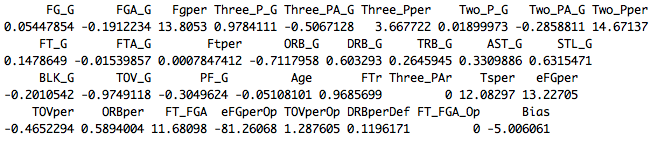 FG_G FGA_G Fgper Three_P_G Three_PA_G Three_Pper Two_P_G Two_PA_G Two_Pper
0.05447854 -0.1912234 13.8053 0.9784111 -0.5067128 3.667722 0.01899973 -0.2858811 14.67137
FT_G FTA_G Ftper ORB_G DRB_G TRB_G AST_G STL_G
0.1478649 -0.01539857 0.0007847412 -0.7117958 0.603293 0.2645945 0.3309886 0.6315471
BLK_G TOV_G PF_G Age FTr Three_PAr Tsper eFGper
-0.2010542 -0.9749118 -0.3049624 -0.05108101 0.9685699 0 12.08297 13.22705
TOVper ORBper FT_FGA eFGperOp TOVperOp DRBperDef FT_FGA_Op Bias
-0.4652294 0.5894004 11.68098 -81.26068 1.287605 0.1196171 0 -5.006061